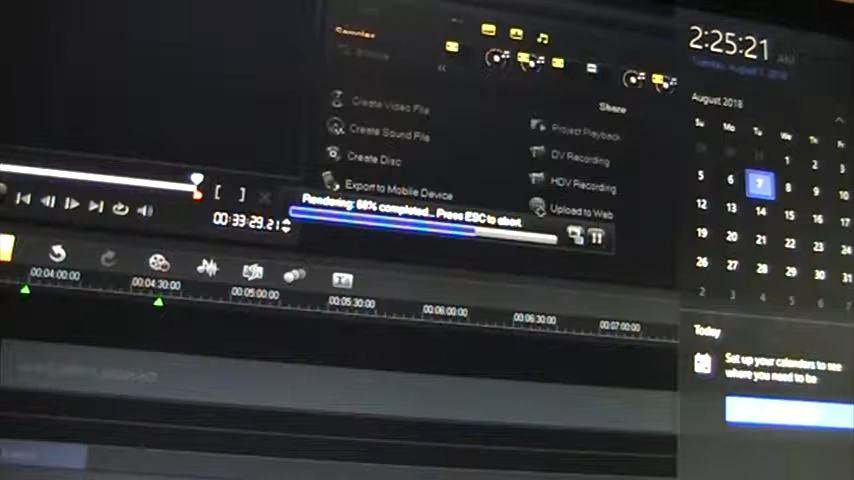 2:25:21 AM
Tuesday, August 7, 2018
August 2018
Su Mo Tu We Th Fr
1 2 3
5 6 7 8 9 10
12 13 14 15 16 17
19 20 21 22 23 24
26 27 28 29 30 31
2 3 4 5 6 7
Today
Set up your calendars to see
where you need to be
Share
Create Video File
Create Sound File
Create Disc
Export to Mobile Device
Project Playback
DV Recording
HDV Recording
Upload to Web
Rendering: 68% completed... Press ESC to abort
00:33:29.21
00:04:00:00
00:04:30:00
00:05:00:00
00:05:30:00
00:06:00:00
00:06:30:00
00:07:00:00